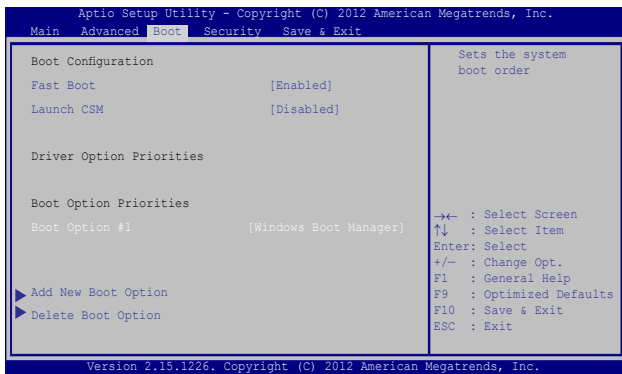 Aptio Setup Utility - Copyright (C) 2012 American Megatrends, Inc.
Main Advanced Boot Security Save & Exit
Boot Configuration
Fast Boot [Enabled]
Launch CSM [Disabled]
Driver Option Priorities
Boot Option Priorities
Boot Option #1 [Windows Boot Manager]
Add New Boot Option
Delete Boot Option
Sets the system
boot order
→← : Select Screen
↑↓ : Select Item
Enter: Select
+/— : Change Opt.
F1 : General Help
F9 : Optimized Defaults
F10 : Save & Exit
ESC : Exit
Version 2.15.1226. Copyright (C) 2012 American Megatrends, Inc.